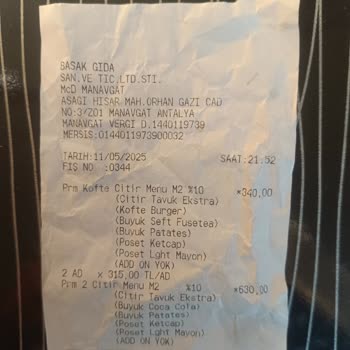 BASAK GIDA
SAN.VE TIC.LTD.STI.
McD MANAVGAT
ASAGI HISAR MAH.ORHAN GAZI CAD
NO:3/Z01 MANAVGAT ANTALYA
MANAVGAT VERGI D.1440119739
MERSIS:0144011973900032
TARIH:11/05/2025 SAAT:21:52
FIS NO :0344
Prm Kofte Citir Menu M2 %10 *340,00
(Citir Tavuk Ekstra)
(Kofte Burger)
(Buyuk Seft Fusetea)
(Buyuk Patates)
(Poset Ketcap)
(Poset Lght Mayon)
(ADD ON YOK)
2 AD x 315,00 TL/AD
Prm 2 Citir Menu M2 %10 *630,00
(Citir Tavuk Ekstra)
(Buyuk Coca Cola)
(Buyuk Patates)
(Poset Ketcap)
(Poset Lght Mayon)
(ADD ON YOK)